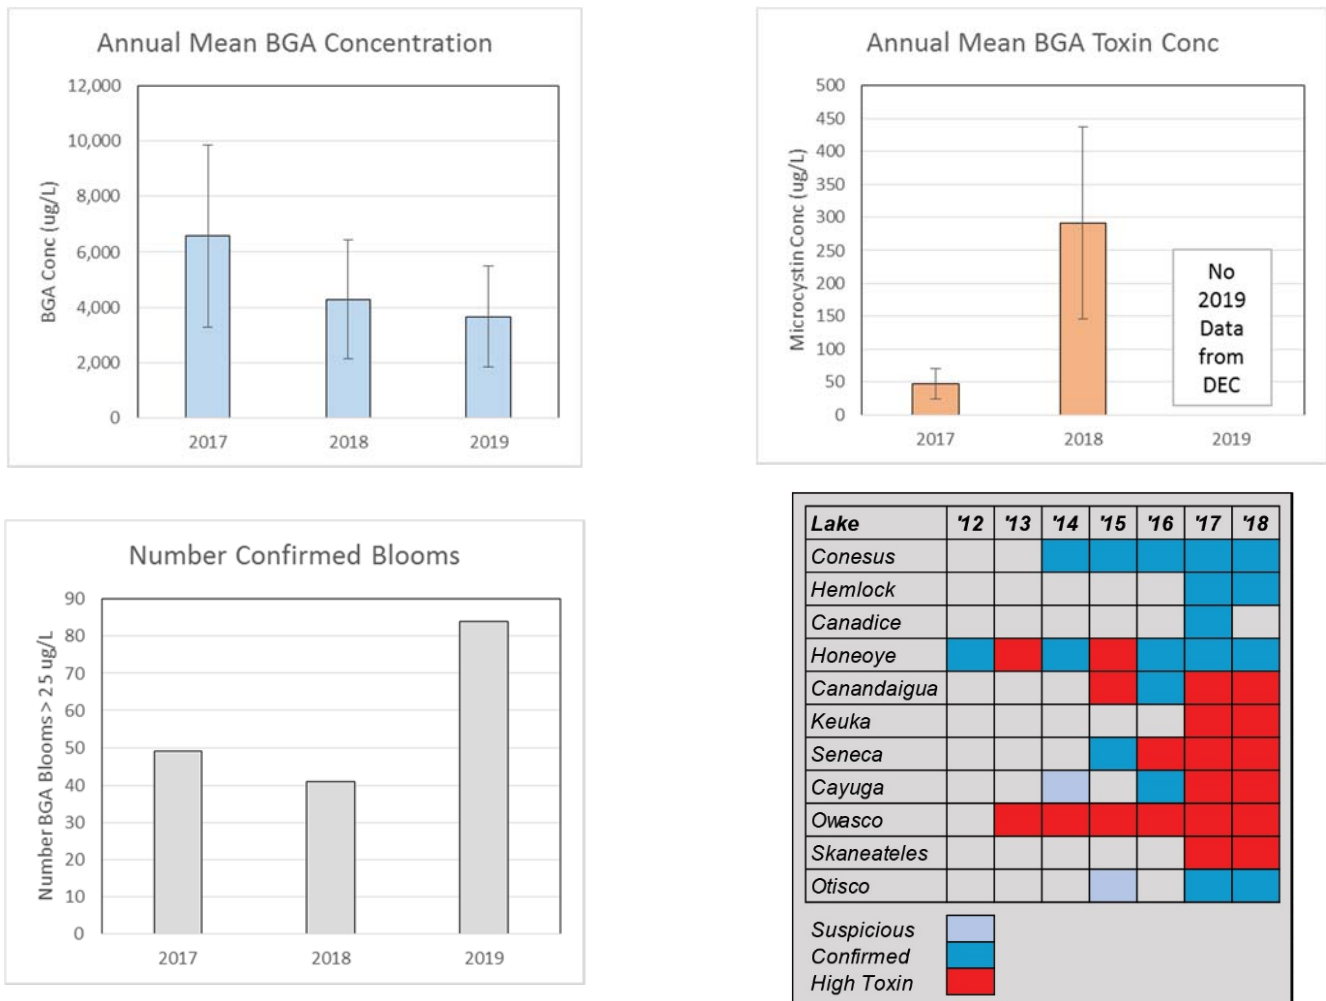 Annual Mean BGA Concentration
BGA Conc (ug/L)
12,000
10,000
8,000
6,000
4,000
2,000
0
2017 2018 2019
Annual Mean BGA Toxin Conc
Microcystin Conc (ug/L)
500
450
400
350
300
250
200
150
100
50
0
No
2019
Data
from
DEC
2017 2018 2019
Number Confirmed Blooms
Number BGA Blooms > 25 ug/L
90
80
70
60
50
40
30
20
10
0
2017 2018 2019
Lake '12 '13 '14 '15 '16 '17 '18
Conesus
Hemlock
Canadice
Honeoye
Canandaigua
Keuka
Seneca
Cayuga
Owasco
Skaneateles
Otisco
Suspicious
Confirmed
High Toxin